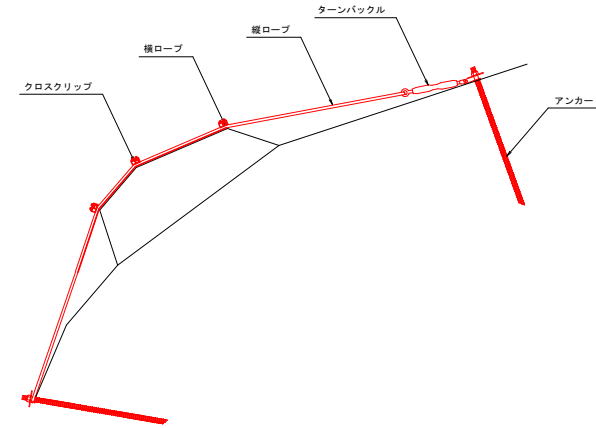 ターンバックル
縦ロープ
横ロープ
クロスクリップ
アンカー